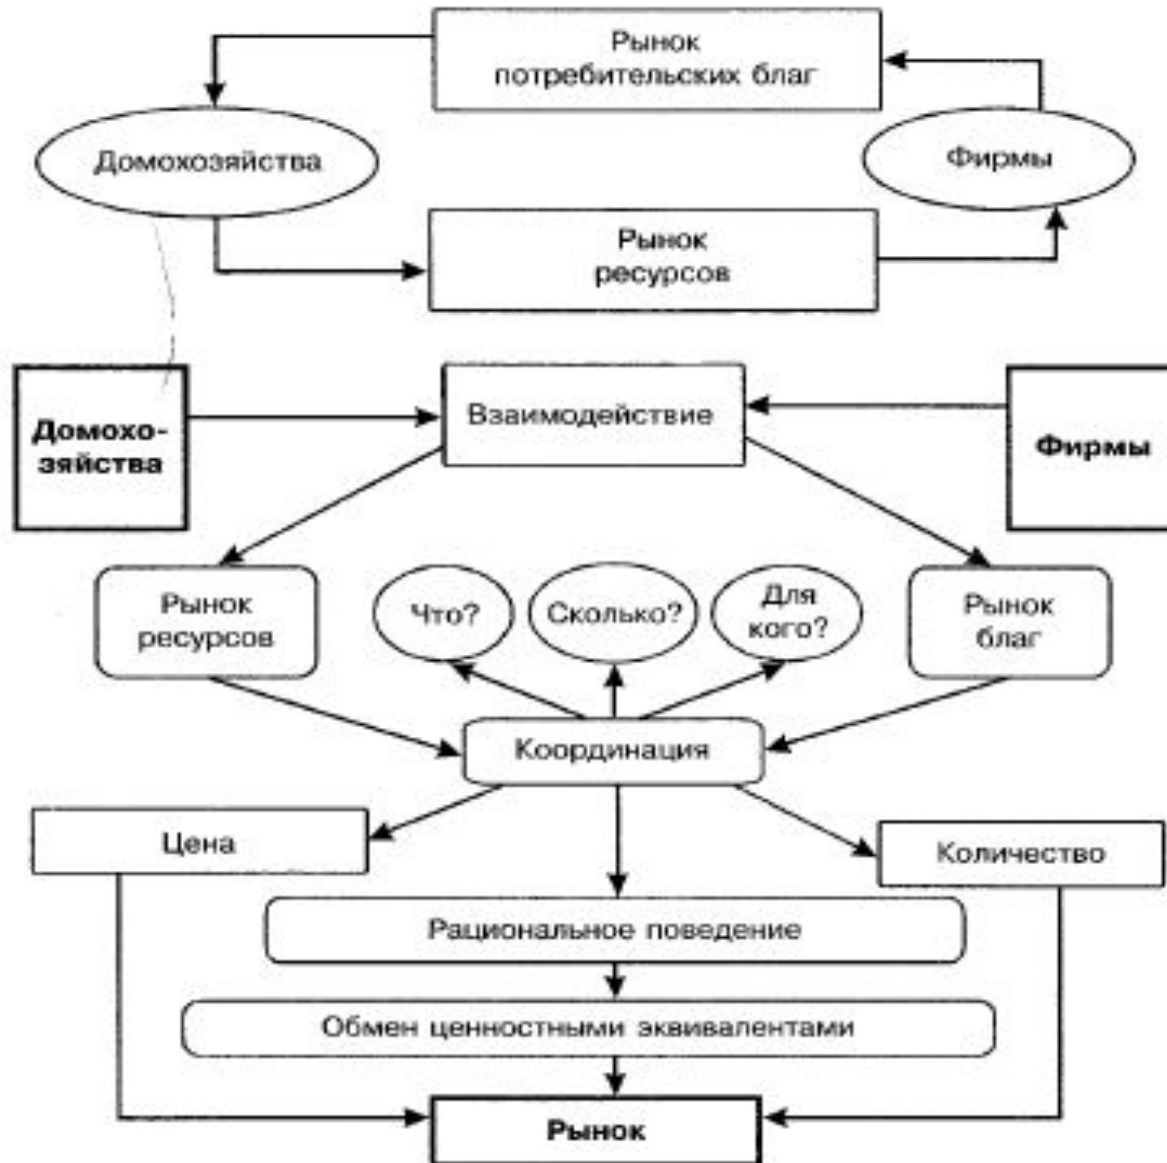 Рынок
потребительских благ
Домохозяйства
Фирмы
Рынок
ресурсов
Домохо-
зяйства
Взаимодействие
Фирмы
Рынок
ресурсов
Что?
Сколько?
Для
кого?
Рынок
благ
Координация
Цена
Количество
Рациональное поведение
Обмен ценностными эквивалентами
Рынок